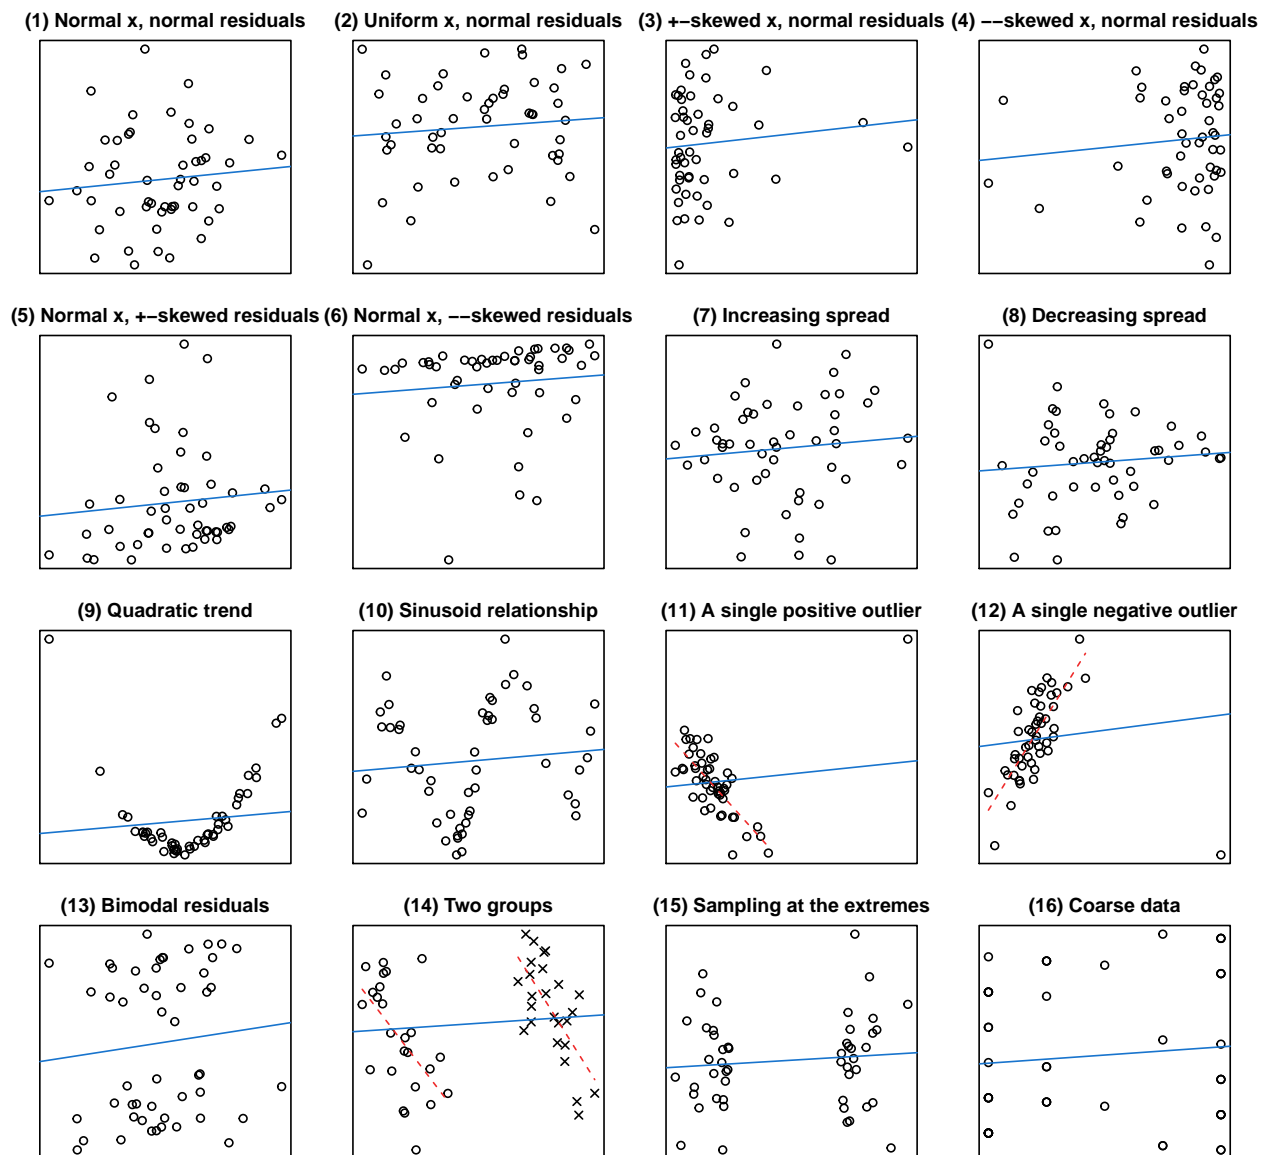 (1) Normal x, normal residuals
(2) Uniform x, normal residuals
(3) +−skewed x, normal residuals
(4) −−skewed x, normal residuals
(5) Normal x, +−skewed residuals
(6) Normal x, −−skewed residuals
(7) Increasing spread
(8) Decreasing spread
(9) Quadratic trend
(10) Sinusoid relationship
(11) A single positive outlier
(12) A single negative outlier
(13) Bimodal residuals
(14) Two groups
(15) Sampling at the extremes
(16) Coarse data